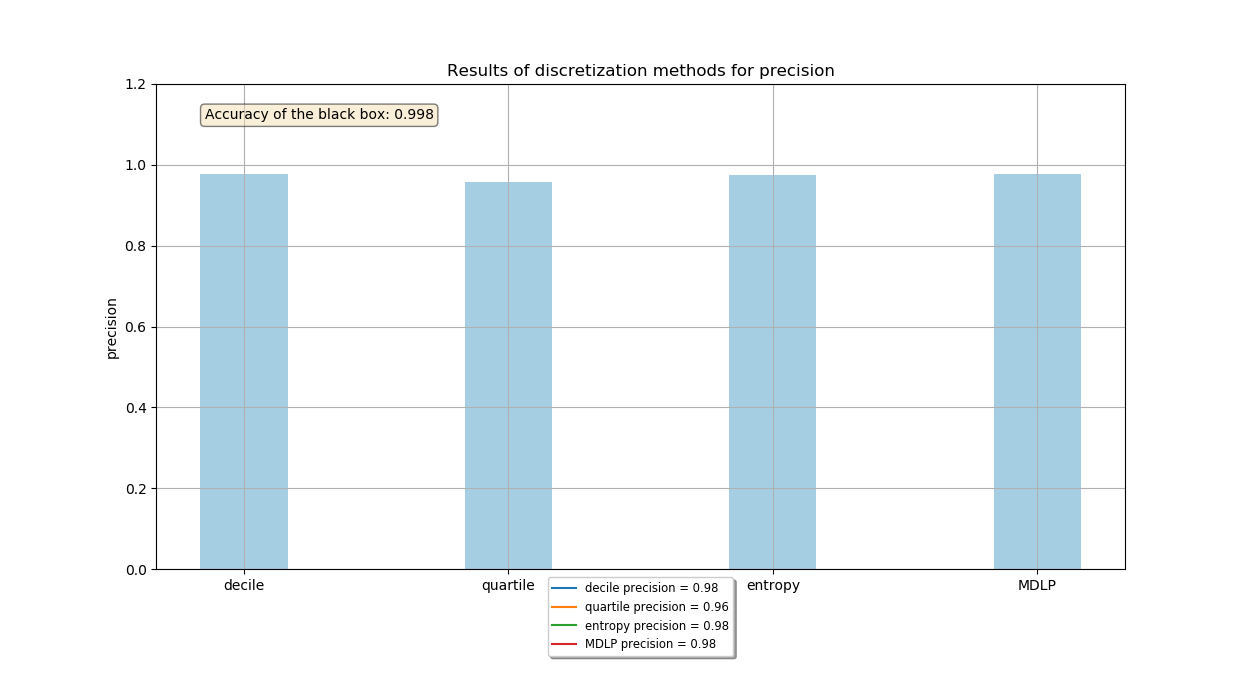 Results of discretization methods for precision
1.2
Accuracy of the black box: 0.998
1.0
0.8
0.6
precision
0.4
0.2
0.0
decile quartile entropy MDLP
decile precision = 0.98
quartile precision = 0.96
entropy precision = 0.98
MDLP precision = 0.98